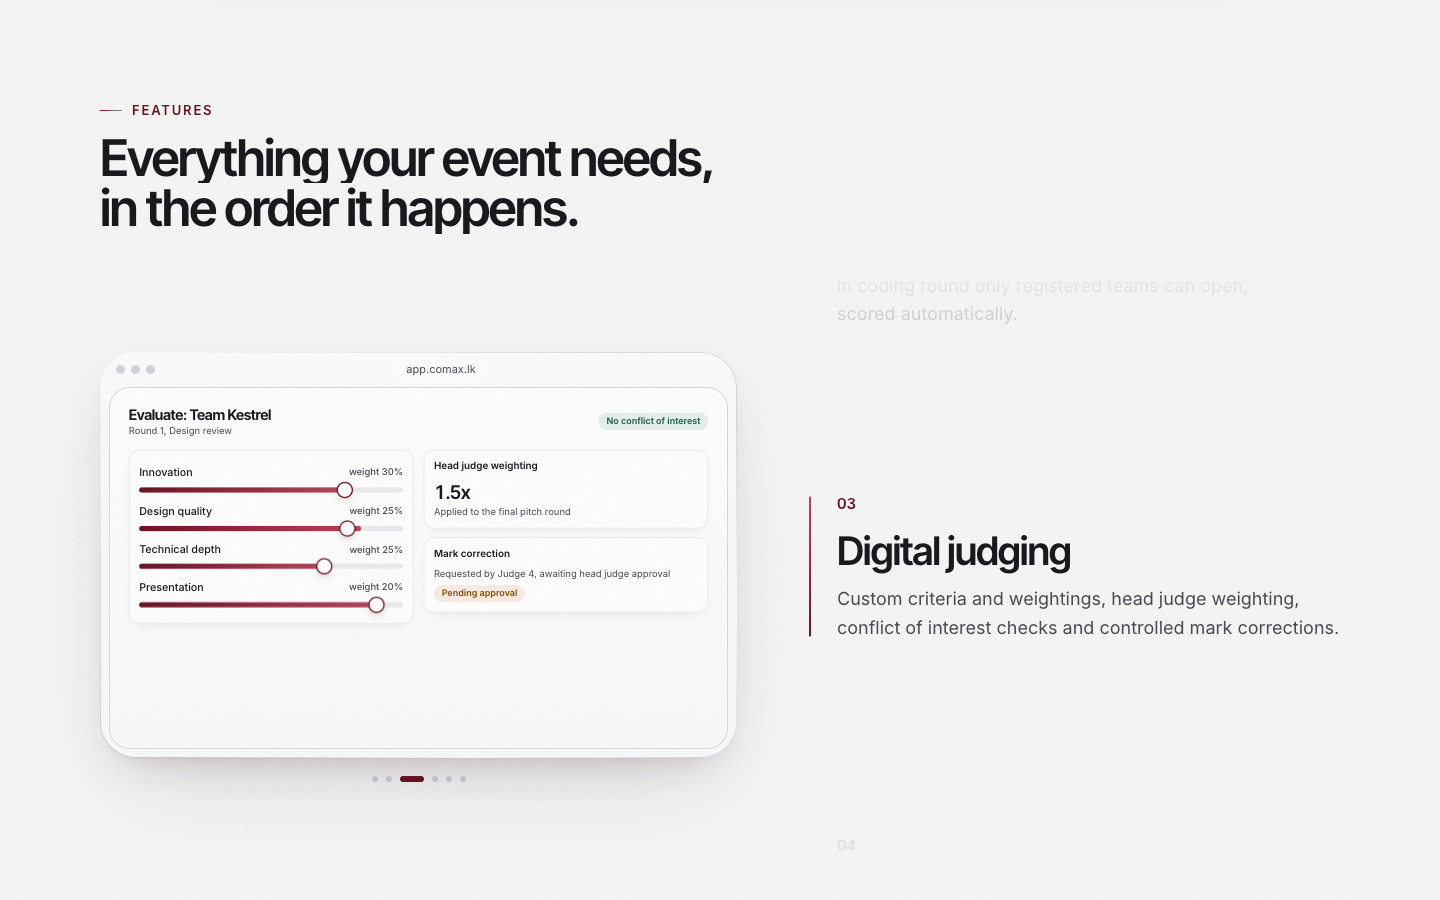 FEATURES
Everything your event needs,
in the order it happens.
in coding round only registered teams can open,
scored automatically.
app.comax.lk
Evaluate: Team Kestrel
Round 1, Design review
No conflict of interest
Innovation
weight 30%
Design quality
weight 25%
Technical depth
weight 25%
Presentation
weight 20%
Head judge weighting
1.5x
Applied to the final pitch round
Mark correction
Requested by Judge 4, awaiting head judge approval
Pending approval
03
Digital judging
Custom criteria and weightings, head judge weighting,
conflict of interest checks and controlled mark corrections.
04